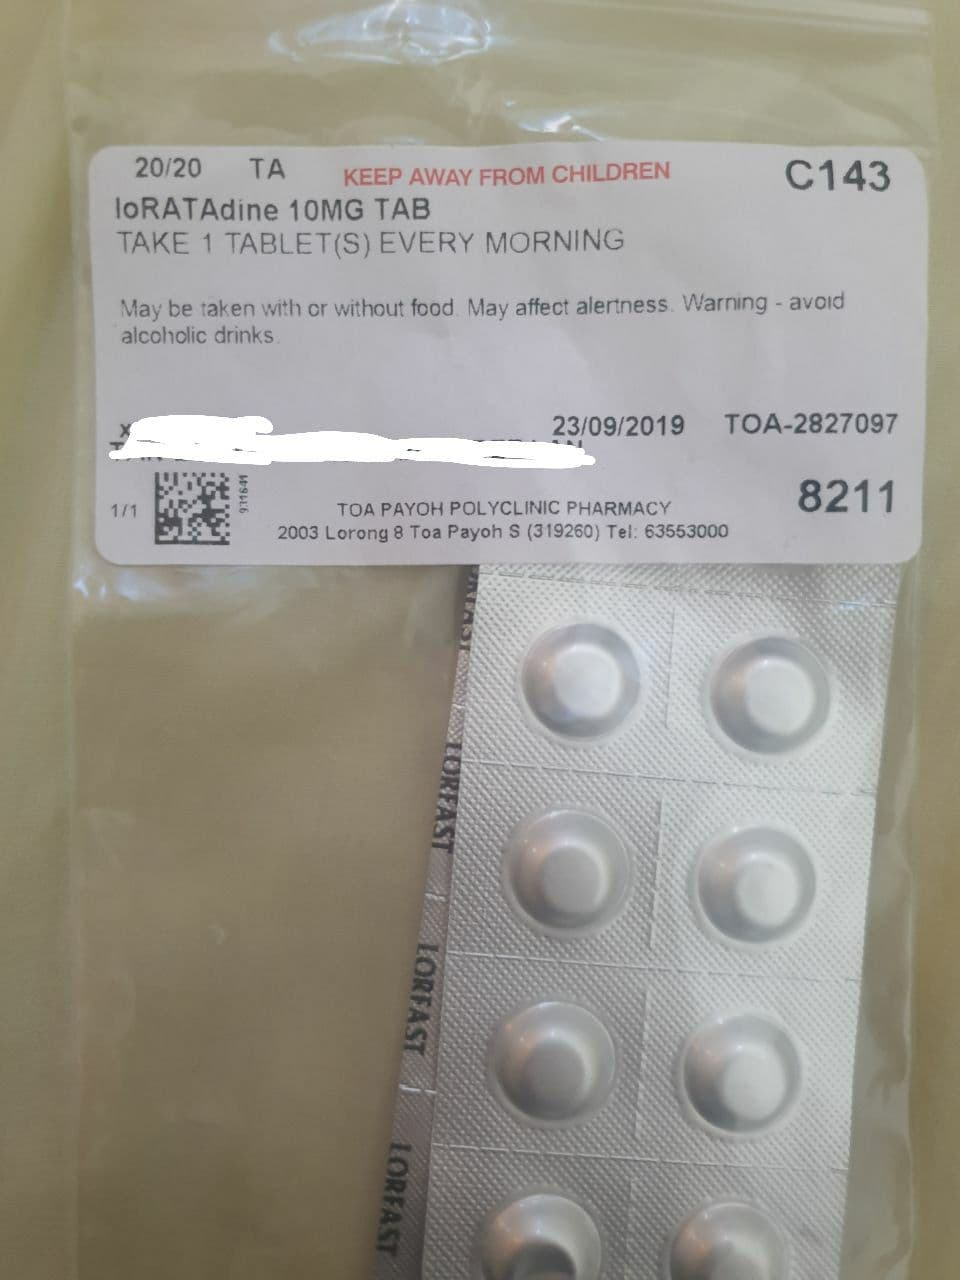 20/20 TA KEEP AWAY FROM CHILDREN C143
loRATAdine 10MG TAB
TAKE 1 TABLET(S) EVERY MORNING
May be taken with or without food. May affect alertness. Warning - avoid
alcoholic drinks.
23/09/2019 TOA-2827097
1/1
TOA PAYOH POLYCLINIC PHARMACY 8211
2003 Lorong 8 Toa Payoh S (319260) Tel: 63553000
LORFAST
LORFAST
LORFAST